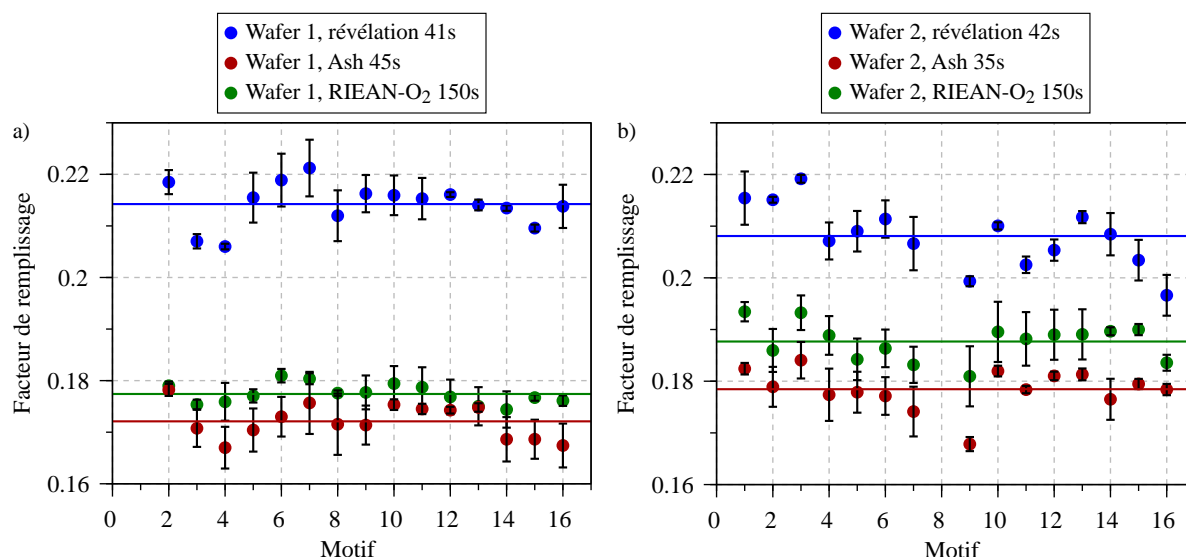 Wafer 1, révélation 41s
Wafer 1, Ash 45s
Wafer 1, RIEAN-O2 150s
a)
Facteur de remplissage
0.22
0.2
0.18
0.16
0 2 4 6 8 10 12 14 16
Motif
Wafer 2, révélation 42s
Wafer 2, Ash 35s
Wafer 2, RIEAN-O2 150s
b)
Facteur de remplissage
0.22
0.2
0.18
0.16
0 2 4 6 8 10 12 14 16
Motif